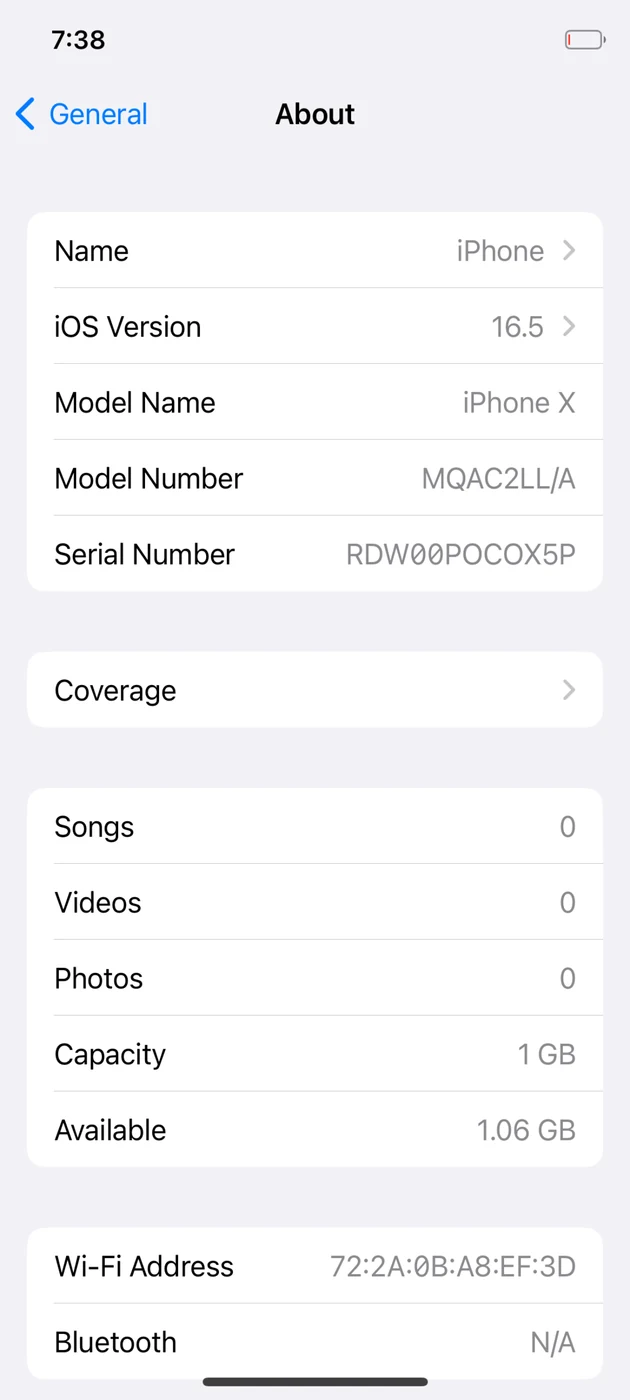 7:38
General
About
Name iPhone
iOS Version 16.5
Model Name iPhone X
Model Number MQAC2LL/A
Serial Number RDW00POCOX5P
Coverage
Songs 0
Videos 0
Photos 0
Capacity 1 GB
Available 1.06 GB
Wi-Fi Address 72:2A:0B:A8:EF:3D
Bluetooth N/A